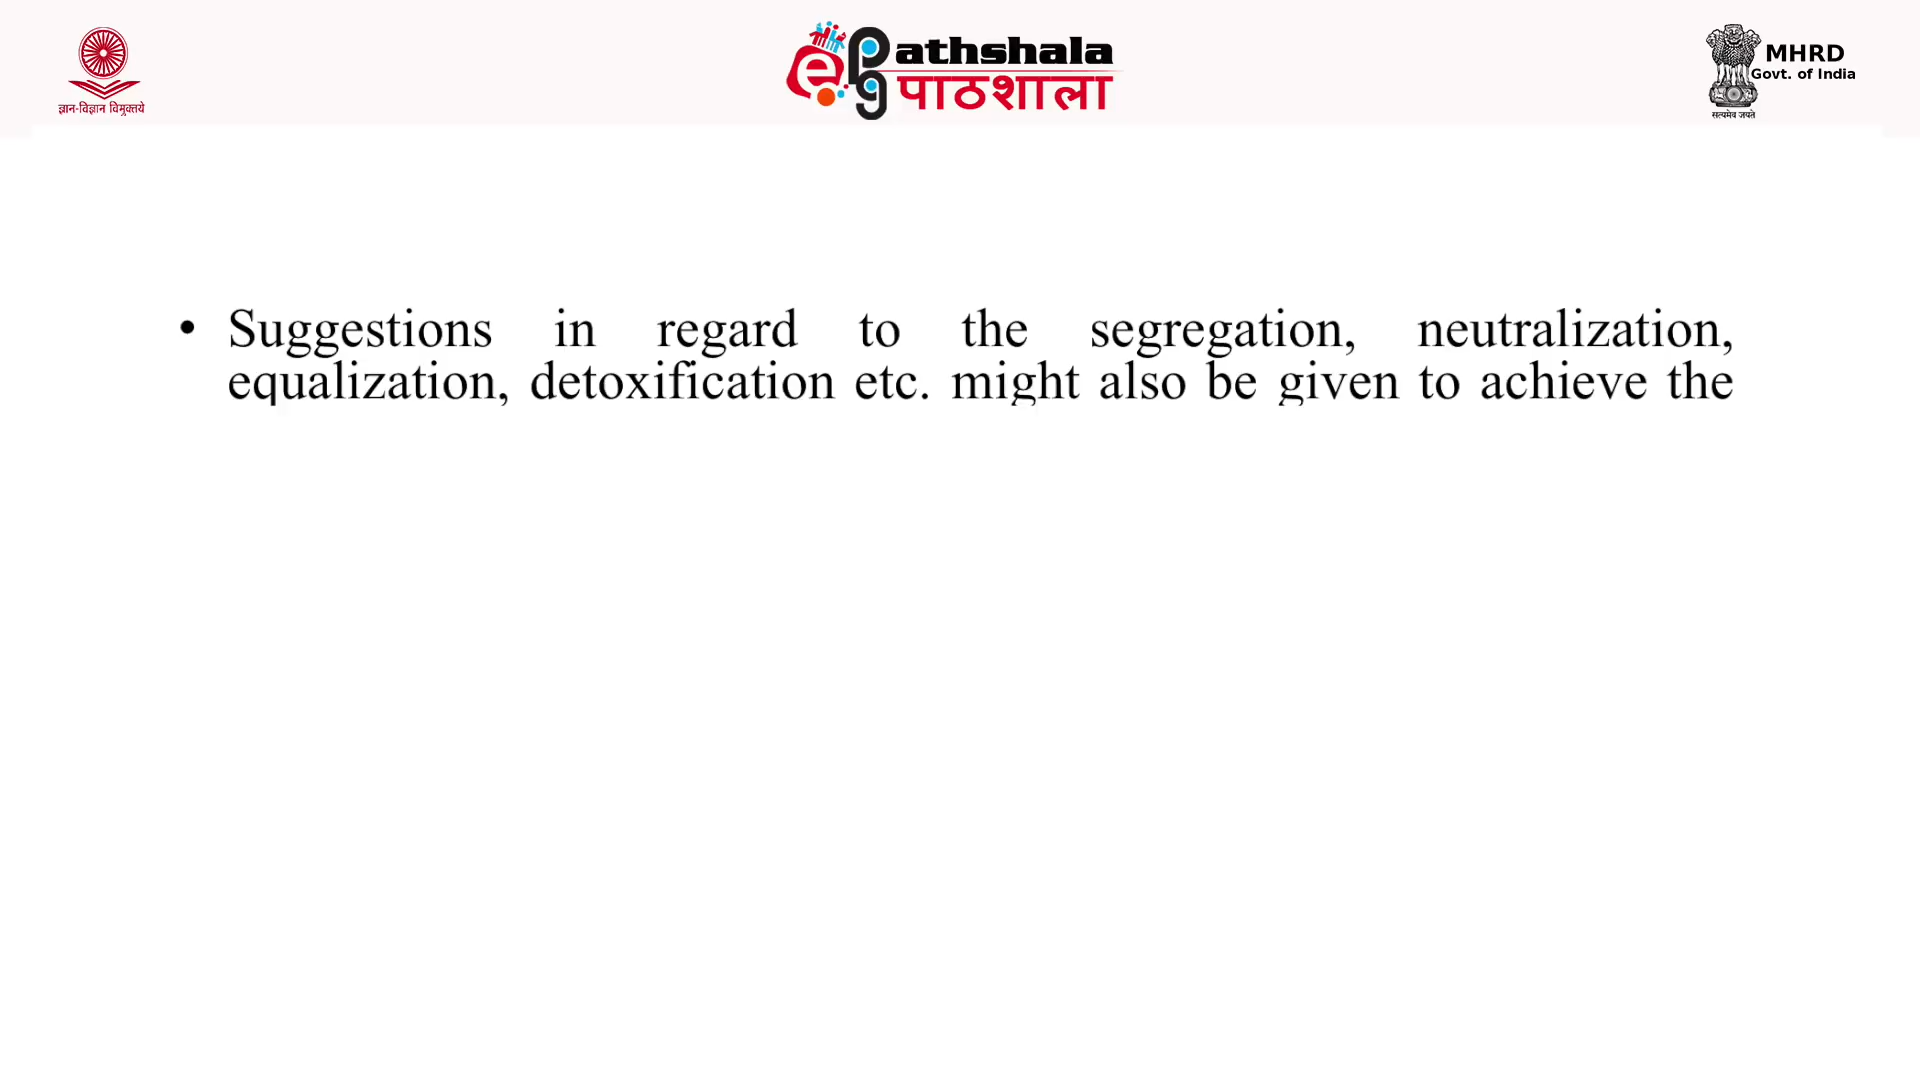 ज्ञान-विज्ञान विमुक्तये
e pg athshala
पाठशाला
MHRD
Govt. of India
सत्यमेव जयते
• Suggestions in regard to the segregation, neutralization,
equalization, detoxification etc. might also be given to achieve the